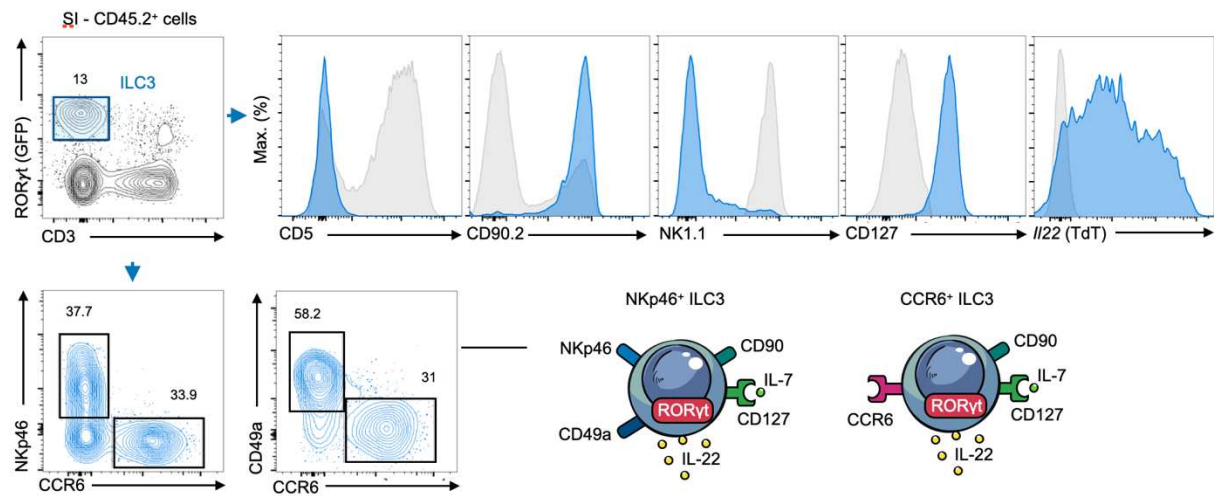 SI - CD45.2⁺ cells
13
ILC3
RORγt (GFP)
CD3
Max. (%)
CD5
CD90.2
NK1.1
CD127
Il22 (TdT)
37.7
33.9
NKp46
CCR6
58.2
31
CD49a
CCR6
NKp46⁺ ILC3
NKp46
CD90
IL-7
RORγt
CD127
CD49a
IL-22
CCR6⁺ ILC3
CD90
IL-7
RORγt
CCR6
CD127
IL-22